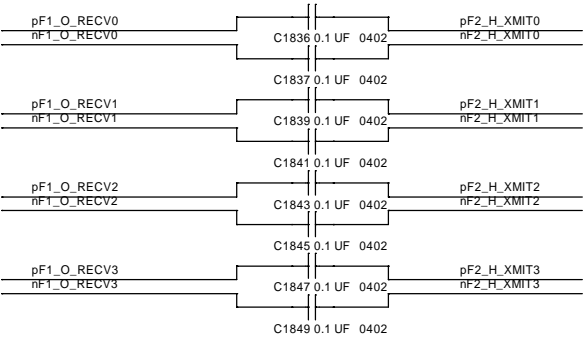 pF1_O_RECV0 pF2_H_XMIT0
nF1_O_RECV0 C1836 0.1 UF 0402 nF2_H_XMIT0
C1837 0.1 UF 0402
pF1_O_RECV1 pF2_H_XMIT1
nF1_O_RECV1 C1839 0.1 UF 0402 nF2_H_XMIT1
C1841 0.1 UF 0402
pF1_O_RECV2 pF2_H_XMIT2
nF1_O_RECV2 C1843 0.1 UF 0402 nF2_H_XMIT2
C1845 0.1 UF 0402
pF1_O_RECV3 pF2_H_XMIT3
nF1_O_RECV3 C1847 0.1 UF 0402 nF2_H_XMIT3
C1849 0.1 UF 0402